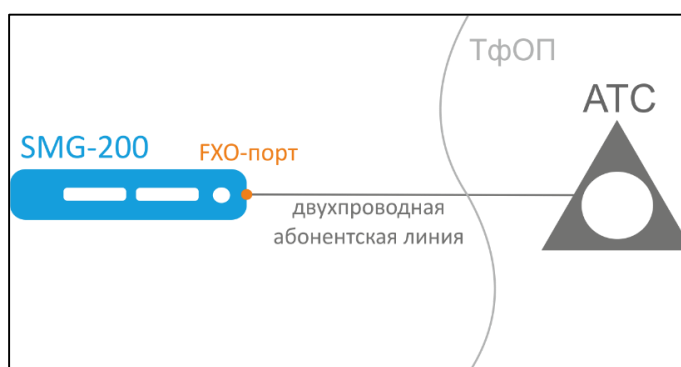 ТфОП
АТС
SMG-200
FXO-порт
двухпроводная
абонентская линия